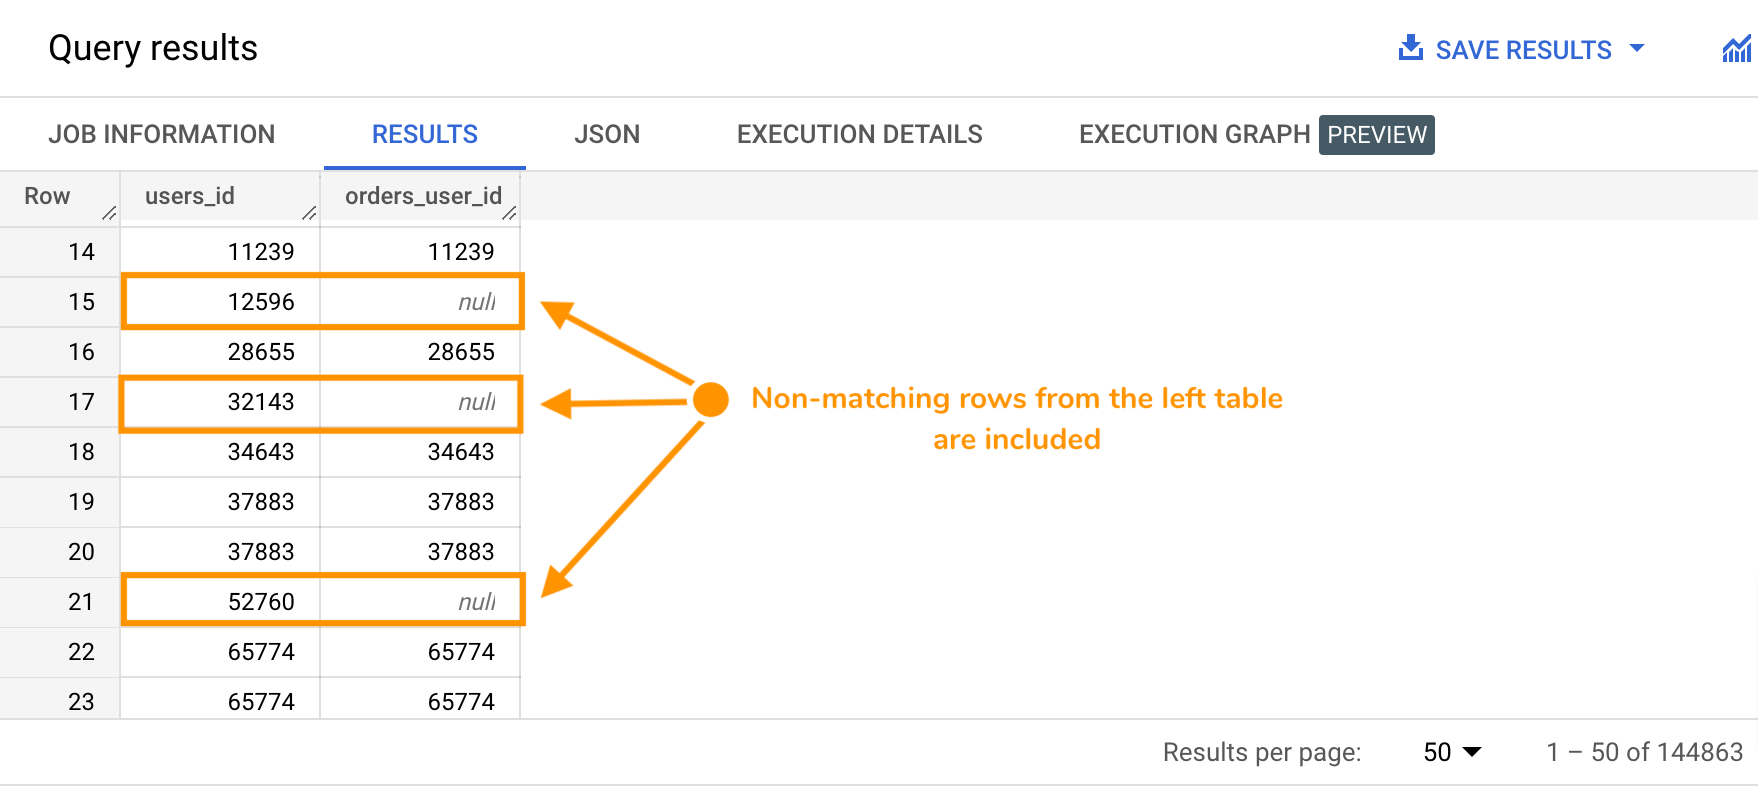 Query results
SAVE RESULTS
JOB INFORMATION RESULTS JSON EXECUTION DETAILS EXECUTION GRAPH PREVIEW
Row users_id orders_user_id
14 11239 11239
15 12596 null
16 28655 28655
17 32143 null
18 34643 34643
19 37883 37883
20 37883 37883
21 52760 null
22 65774 65774
23 65774 65774
Non-matching rows from the left table
are included
Results per page: 50 1 – 50 of 144863